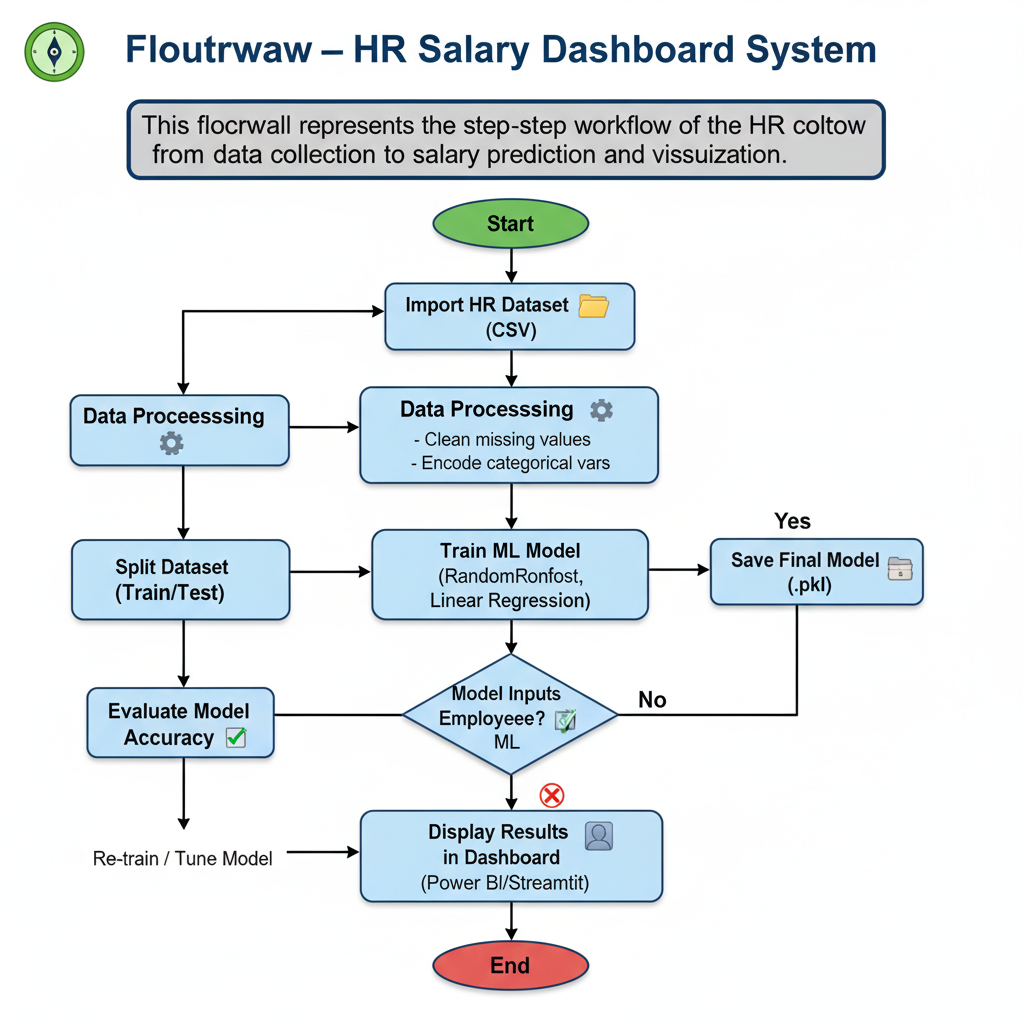 Floutrwaw – HR Salary Dashboard System
This flocrwall represents the step-step workflow of the HR coltow
from data collection to salary prediction and vissuization.
Start
Import HR Dataset
(CSV)
Data Proceesssing
Data Processsing
- Clean missing values
- Encode categorical vars
Split Dataset
(Train/Test)
Train ML Model
(RandomRonfost,
Linear Regression)
Yes
Save Final Model
(.pkl)
Evaluate Model
Accuracy
Model Inputs
Employeee?
ML
No
Re-train / Tune Model
Display Results
in Dashboard
(Power BI/Streamtit)
End